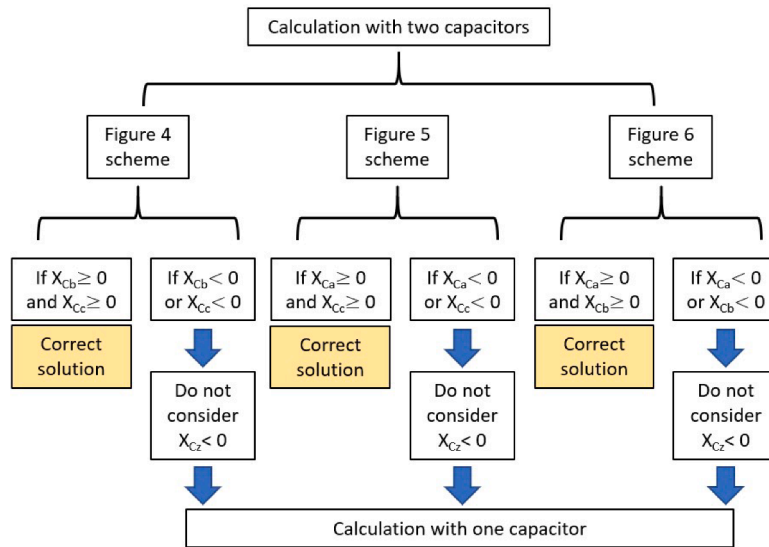 Calculation with two capacitors
Figure 4
scheme
Figure 5
scheme
Figure 6
scheme
If X_Cb ≥ 0
and X_Cc ≥ 0
If X_Cb < 0
or X_Cc < 0
If X_Ca ≥ 0
and X_Cc ≥ 0
If X_Ca < 0
or X_Cc < 0
If X_Ca ≥ 0
and X_Cb ≥ 0
If X_Ca < 0
or X_Cb < 0
Correct
solution
Correct
solution
Correct
solution
Do not
consider
X_Cz < 0
Do not
consider
X_Cz < 0
Do not
consider
X_Cz < 0
Calculation with one capacitor